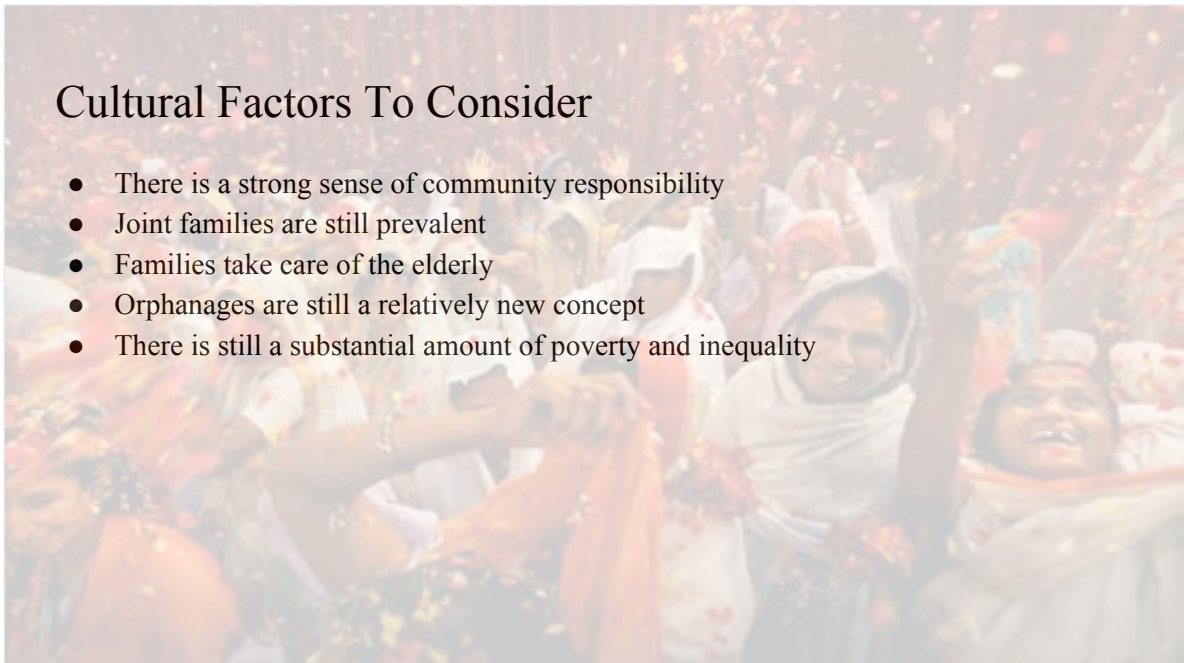 Cultural Factors To Consider
● There is a strong sense of community responsibility
● Joint families are still prevalent
● Families take care of the elderly
● Orphanages are still a relatively new concept
● There is still a substantial amount of poverty and inequality